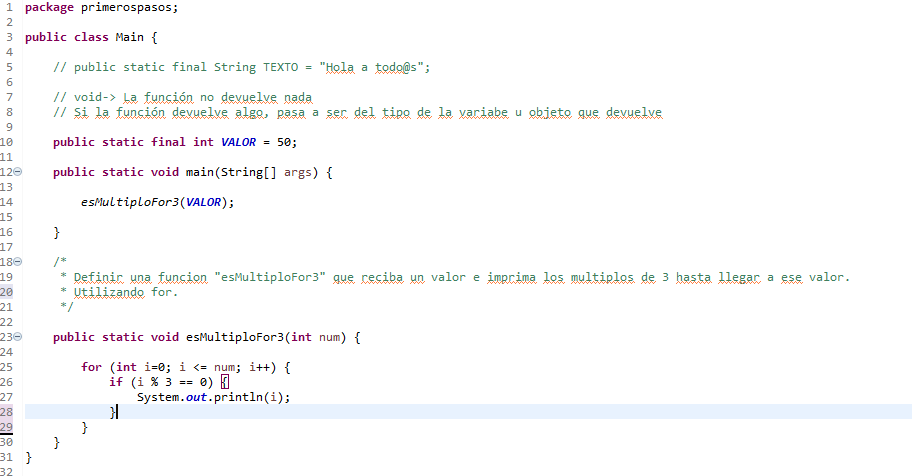 1 package primerospasos;
2
3 public class Main {
4
5 // public static final String TEXTO = "Hola a todo@s";
6
7 // void-> La función no devuelve nada
8 // Si la función devuelve algo, pasa a ser del tipo de la variabe u objeto que devuelve
9
10 public static final int VALOR = 50;
11
12 public static void main(String[] args) {
13
14 esMultiploFor3(VALOR);
15
16 }
17
18 /*
19 * Definir una funcion "esMultiploFor3" que reciba un valor e imprima los multiplos de 3 hasta llegar a ese valor.
20 * Utilizando for.
21 */
22
23 public static void esMultiploFor3(int num) {
24
25 for (int i=0; i <= num; i++) {
26 if (i % 3 == 0) {
27 System.out.println(i);
28 }
29 }
30 }
31 }
32